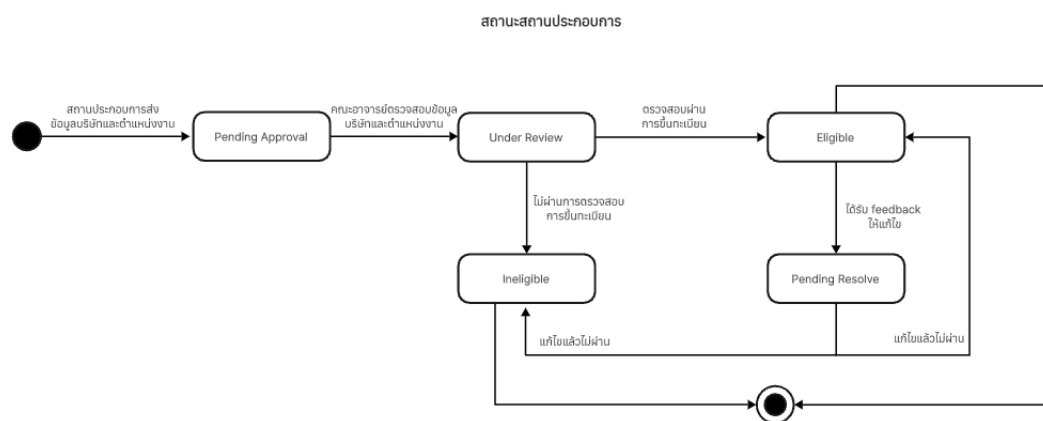 สถานะสถานประกอบการ
สถานประกอบการส่ง
ข้อมูลบริษัทและตำแหน่งงาน
Pending Approval
คณะอาจารย์ตรวจสอบข้อมูล
บริษัทและตำแหน่งงาน
Under Review
ตรวจสอบผ่าน
การขึ้นทะเบียน
Eligible
ไม่ผ่านการตรวจสอบ
การขึ้นทะเบียน
ได้รับ feedback
ให้แก้ไข
Ineligible
Pending Resolve
แก้ไขแล้วไม่ผ่าน
แก้ไขแล้วไม่ผ่าน